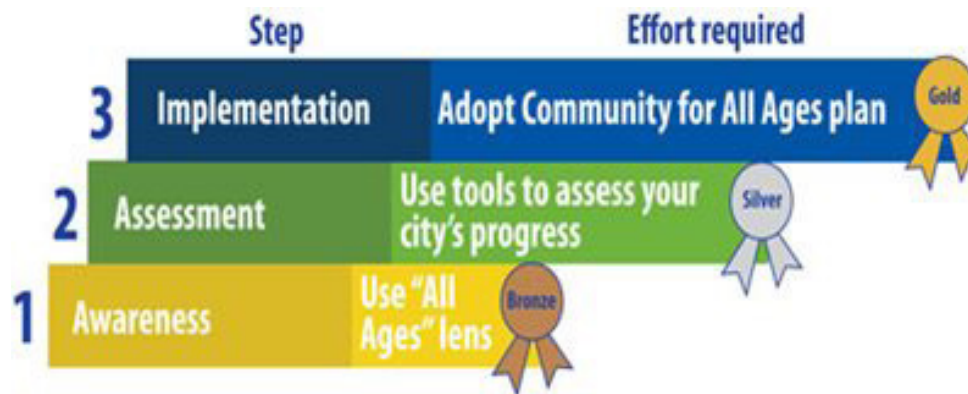 Step Effort required
3 Implementation Adopt Community for All Ages plan Gold
2 Assessment Use tools to assess your
city's progress Silver
1 Awareness Use "All
Ages" lens Bronze